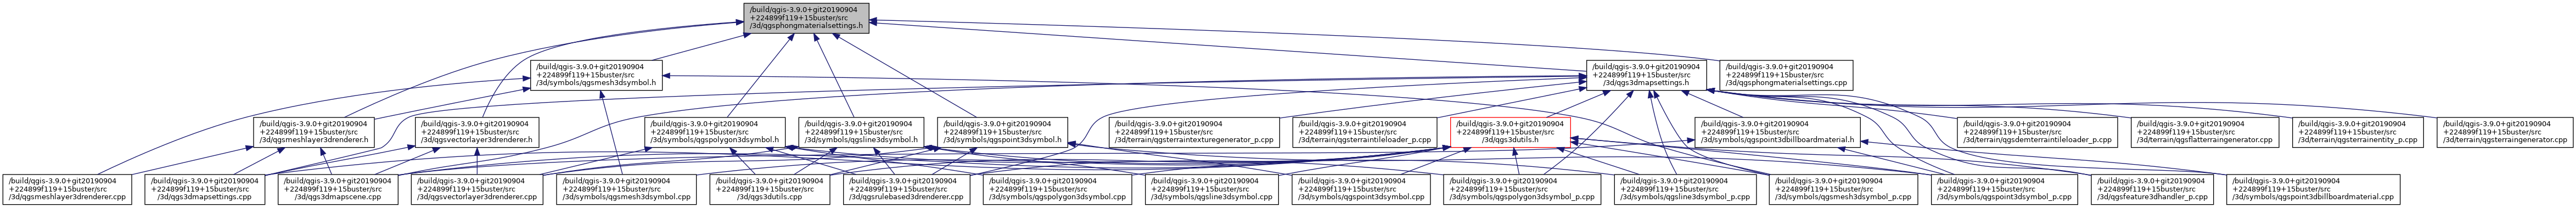 /build/qgis-3.9.0+git20190904
+224899f119+15buster/src
/3d/qgsphongmaterialsettings.h
/build/qgis-3.9.0+git20190904
+224899f119+15buster/src
/3d/symbols/qgsmesh3dsymbol.h
/build/qgis-3.9.0+git20190904
+224899f119+15buster/src
/3d/qgs3dmapsettings.h
/build/qgis-3.9.0+git20190904
+224899f119+15buster/src
/3d/qgsphongmaterialsettings.cpp
/build/qgis-3.9.0+git20190904
+224899f119+15buster/src
/3d/qgsmeshlayer3drenderer.h
/build/qgis-3.9.0+git20190904
+224899f119+15buster/src
/3d/qgsvectorlayer3drenderer.h
/build/qgis-3.9.0+git20190904
+224899f119+15buster/src
/3d/symbols/qgspolygon3dsymbol.h
/build/qgis-3.9.0+git20190904
+224899f119+15buster/src
/3d/symbols/qgsline3dsymbol.h
/build/qgis-3.9.0+git20190904
+224899f119+15buster/src
/3d/symbols/qgspoint3dsymbol.h
/build/qgis-3.9.0+git20190904
+224899f119+15buster/src
/3d/terrain/qgsterraintexturegenerator_p.cpp
/build/qgis-3.9.0+git20190904
+224899f119+15buster/src
/3d/terrain/qgsterraintileloader_p.cpp
/build/qgis-3.9.0+git20190904
+224899f119+15buster/src
/3d/qgs3dutils.h
/build/qgis-3.9.0+git20190904
+224899f119+15buster/src
/3d/symbols/qgspoint3dbillboardmaterial.h
/build/qgis-3.9.0+git20190904
+224899f119+15buster/src
/3d/terrain/qgsdemterraintileloader_p.cpp
/build/qgis-3.9.0+git20190904
+224899f119+15buster/src
/3d/terrain/qgsflatterraingenerator.cpp
/build/qgis-3.9.0+git20190904
+224899f119+15buster/src
/3d/terrain/qgsterrainentity_p.cpp
/build/qgis-3.9.0+git20190904
+224899f119+15buster/src
/3d/terrain/qgsterraingenerator.cpp
/build/qgis-3.9.0+git20190904
+224899f119+15buster/src
/3d/qgsmeshlayer3drenderer.cpp
/build/qgis-3.9.0+git20190904
+224899f119+15buster/src
/3d/qgs3dmapsettings.cpp
/build/qgis-3.9.0+git20190904
+224899f119+15buster/src
/3d/qgs3dmapscene.cpp
/build/qgis-3.9.0+git20190904
+224899f119+15buster/src
/3d/qgsvectorlayer3drenderer.cpp
/build/qgis-3.9.0+git20190904
+224899f119+15buster/src
/3d/symbols/qgsmesh3dsymbol.cpp
/build/qgis-3.9.0+git20190904
+224899f119+15buster/src
/3d/qgs3dutils.cpp
/build/qgis-3.9.0+git20190904
+224899f119+15buster/src
/3d/qgsrulebased3drenderer.cpp
/build/qgis-3.9.0+git20190904
+224899f119+15buster/src
/3d/symbols/qgspolygon3dsymbol.cpp
/build/qgis-3.9.0+git20190904
+224899f119+15buster/src
/3d/symbols/qgsline3dsymbol.cpp
/build/qgis-3.9.0+git20190904
+224899f119+15buster/src
/3d/symbols/qgspoint3dsymbol.cpp
/build/qgis-3.9.0+git20190904
+224899f119+15buster/src
/3d/symbols/qgspolygon3dsymbol_p.cpp
/build/qgis-3.9.0+git20190904
+224899f119+15buster/src
/3d/symbols/qgsline3dsymbol_p.cpp
/build/qgis-3.9.0+git20190904
+224899f119+15buster/src
/3d/symbols/qgsmesh3dsymbol_p.cpp
/build/qgis-3.9.0+git20190904
+224899f119+15buster/src
/3d/symbols/qgspoint3dsymbol_p.cpp
/build/qgis-3.9.0+git20190904
+224899f119+15buster/src
/3d/qgsfeature3dhandler_p.cpp
/build/qgis-3.9.0+git20190904
+224899f119+15buster/src
/3d/symbols/qgspoint3dbillboardmaterial.cpp